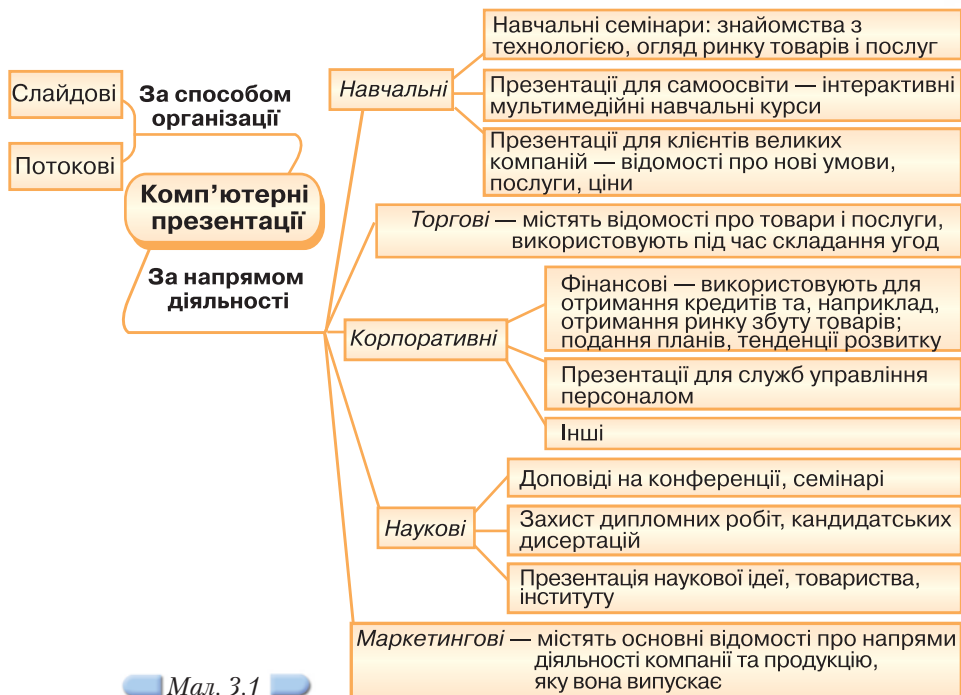 Комп’ютерні
презентації
За способом
організації
Слайдові
Потокові
За напрямом
діяльності
Навчальні
Навчальні семінари: знайомства з
технологією, огляд ринку товарів і послуг
Презентації для самоосвіти — інтерактивні
мультимедійні навчальні курси
Презентації для клієнтів великих
компаній — відомості про нові умови,
послуги, ціни
Торгові — містять відомості про товари і послуги,
використовують під час складання угод
Корпоративні
Фінансові — використовують для
отримання кредитів та, наприклад,
отримання ринку збуту товарів;
подання планів, тенденції розвитку
Презентації для служб управління
персоналом
Інші
Наукові
Доповіді на конференції, семінарі
Захист дипломних робіт, кандидатських
дисертацій
Презентація наукової ідеї, товариства,
інституту
Маркетингові — містять основні відомості про напрями
діяльності компанії та продукцію,
яку вона випускає
Мал. 3.1